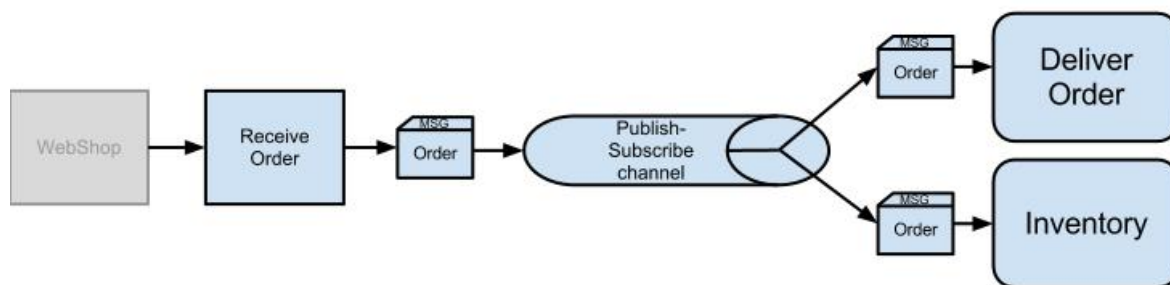 WebShop
Receive
Order
MSG
Order
Publish-
Subscribe
channel
MSG
Order
Deliver
Order
MSG
Order
Inventory